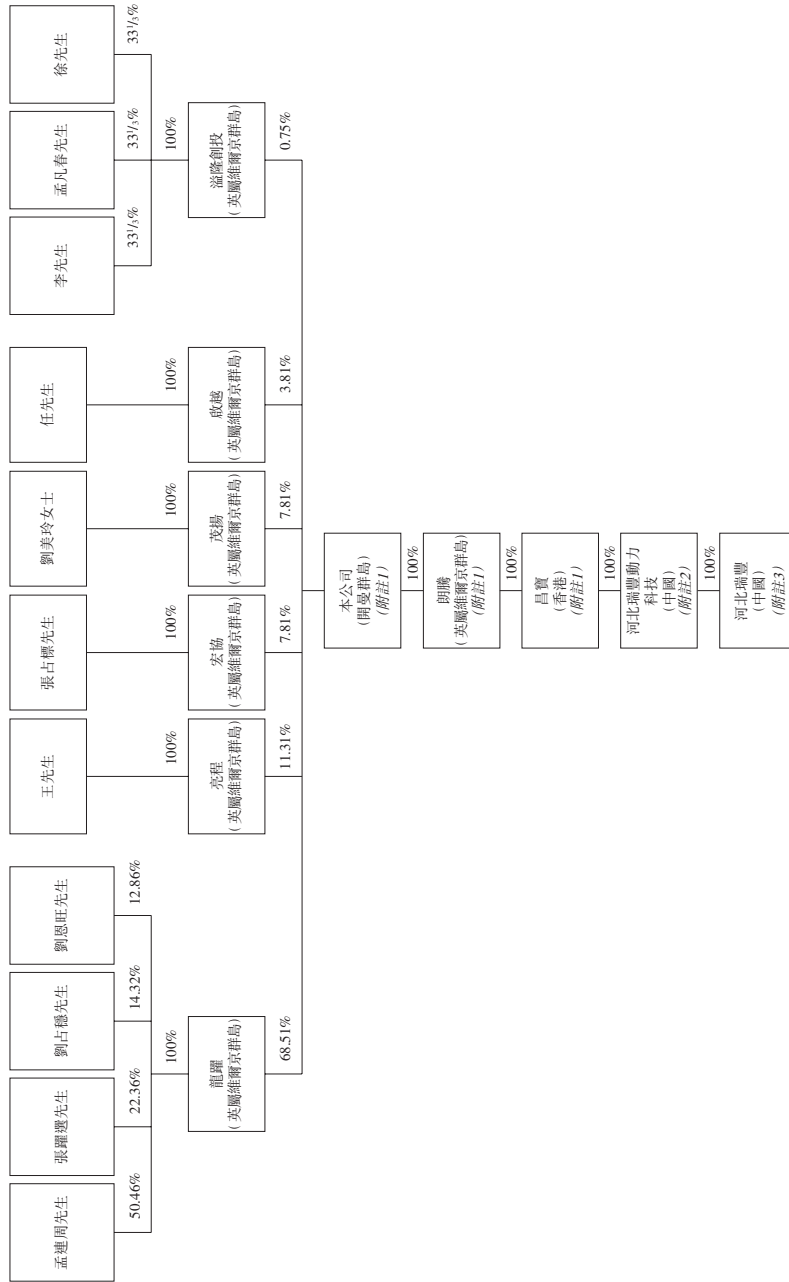 孟連周先生
張躍選先生
劉占穩先生
劉恩旺先生
王先生
張占標先生
劉美玲女士
任先生
李先生
孟凡春先生
徐先生
50.46%
22.36%
14.32%
12.86%
33¹/₃%
33¹/₃%
33¹/₃%
100%
100%
100%
100%
100%
100%
龍躍
(英屬維爾京群島)
亮程
(英屬維爾京群島)
宏協
(英屬維爾京群島)
茂揚
(英屬維爾京群島)
啟越
(英屬維爾京群島)
溢隆創投
(英屬維爾京群島)
68.51%
11.31%
7.81%
7.81%
3.81%
0.75%
本公司
(開曼群島)
(附註1)
100%
朗騰
(英屬維爾京群島)
(附註1)
100%
昌寶
(香港)
(附註1)
100%
河北瑞豐動力
科技
(中國)
(附註2)
100%
河北瑞豐
(中國)
(附註3)